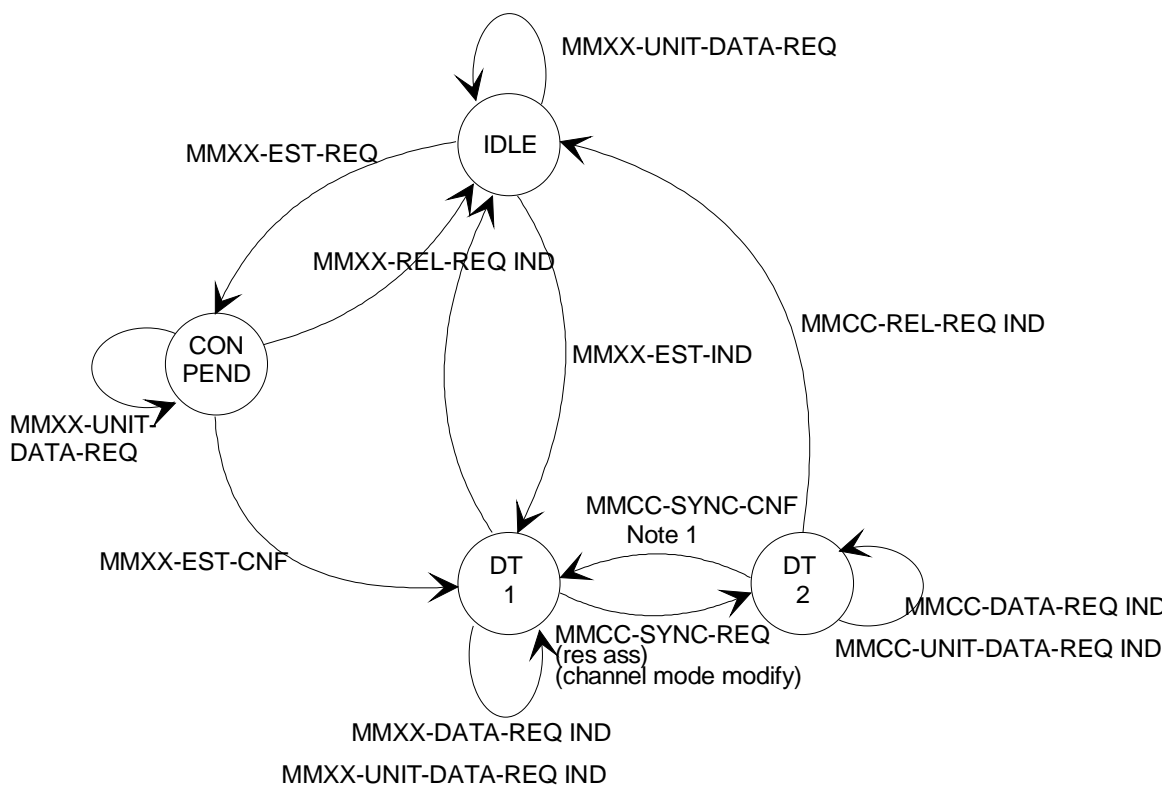 MMXX-UNIT-DATA-REQ
IDLE
MMXX-EST-REQ
MMXX-REL-REQ IND
MMCC-REL-REQ IND
CON
PEND
MMXX-EST-IND
MMXX-UNIT-
DATA-REQ
MMCC-SYNC-CNF
Note 1
MMXX-EST-CNF
DT
1
DT
2
MMCC-DATA-REQ IND
MMCC-SYNC-REQ
(res ass)
(channel mode modify)
MMCC-UNIT-DATA-REQ IND
MMXX-DATA-REQ IND
MMXX-UNIT-DATA-REQ IND